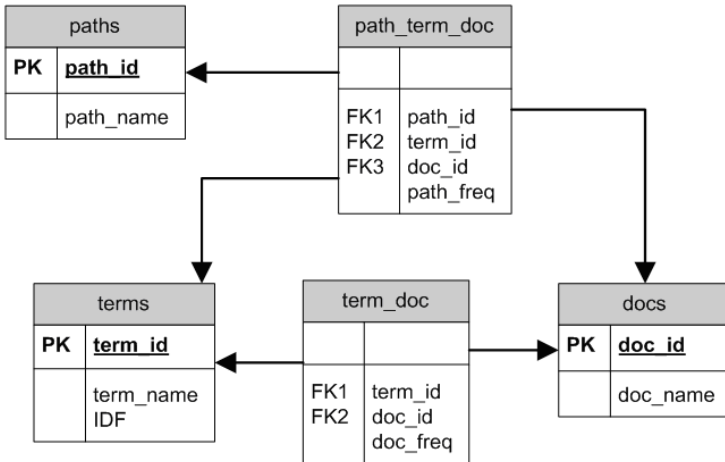 paths
PK path_id
path_name
path_term_doc
FK1 path_id
FK2 term_id
FK3 doc_id
path_freq
terms
PK term_id
term_name
IDF
term_doc
FK1 term_id
FK2 doc_id
doc_freq
docs
PK doc_id
doc_name